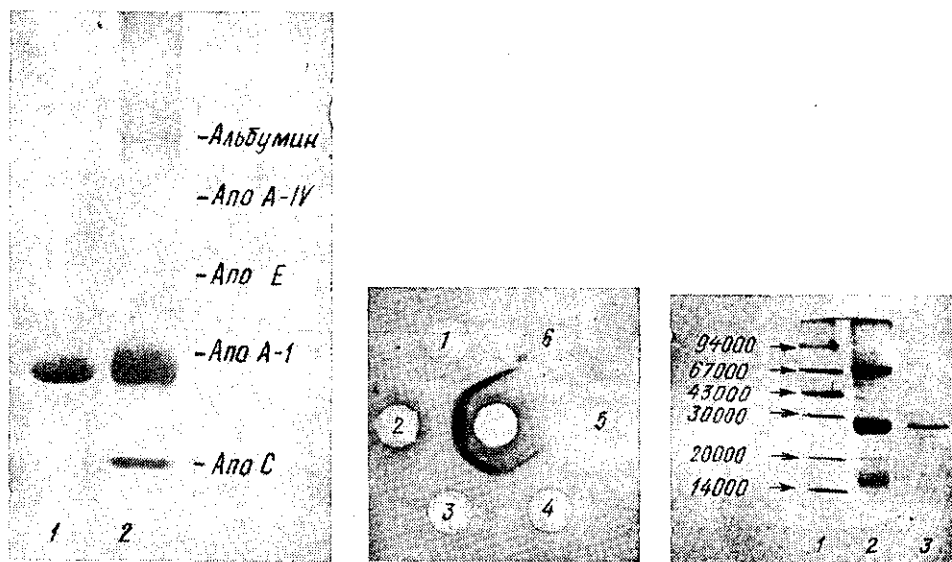 -Альбумин
-Апо А-IV
-Апо Е
-Апо А-1
-Апо С
1 2
1 6
2 5
3 4
94000
67000
43000
30000
20000
14000
1 2 3